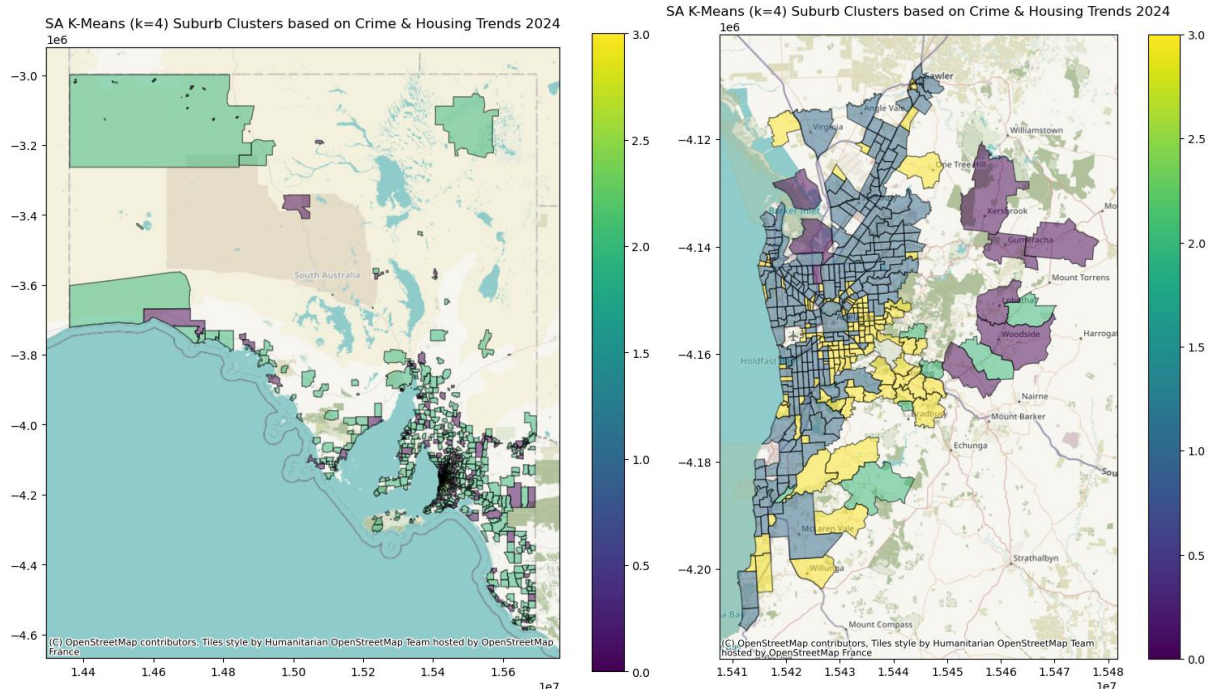 SA K-Means (k=4) Suburb Clusters based on Crime & Housing Trends 2024
1e6
−3.0
−3.2
−3.4
−3.6
−3.8
−4.0
−4.2
−4.4
−4.6
South Australia
(C) OpenStreetMap contributors, Tiles style by Humanitarian OpenStreetMap Team hosted by OpenStreetMap
France
1.44
1.46
1.48
1.50
1.52
1.54
1.56
1e7
3.0
2.5
2.0
1.5
1.0
0.5
0.0
SA K-Means (k=4) Suburb Clusters based on Crime & Housing Trends 2024
1e6
−4.12
−4.14
−4.16
−4.18
−4.20
Gawler
Angle Vale
Virginia
Williamstown
One Tree Hill
Barker Inlet
Kersbrook
Mo
Gumeracha
Mount Torrens
Lobethal
Woodside
Harrogat
Holdfast
Nairne
Bradbury
Mount Barker
Echunga
Sou
McLaren Vale
Willunga
Strathalbyn
a Bay
Mount Compass
(C) OpenStreetMap contributors, Tiles style by Humanitarian OpenStreetMap Team
hosted by OpenStreetMap France
1.541
1.542
1.543
1.544
1.545
1.546
1.547
1.548
1e7
3.0
2.5
2.0
1.5
1.0
0.5
0.0